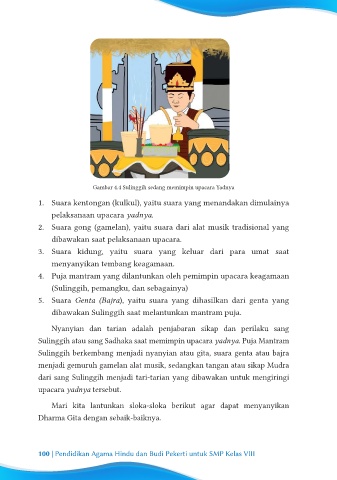 Gambar 4.4 Sulinggih sedang memimpin upacara Yadnya
1. Suara kentongan (kulkul), yaitu suara yang menandakan dimulainya
pelaksanaan upacara yadnya.
2. Suara gong (gamelan), yaitu suara dari alat musik tradisional yang
dibawakan saat pelaksanaan upacara.
3. Suara kidung, yaitu suara yang keluar dari para umat saat
menyanyikan tembang keagamaan.
4. Puja mantram yang dilantunkan oleh pemimpin upacara keagamaan
(Sulinggih, pemangku, dan sebagainya)
5. Suara Genta (Bajra), yaitu suara yang dihasilkan dari genta yang
dibawakan Sulinggih saat melantunkan mantram puja.
Nyanyian dan tarian adalah penjabaran sikap dan perilaku sang
Sulinggih atau sang Sadhaka saat memimpin upacara yadnya. Puja Mantram
Sulinggih berkembang menjadi nyanyian atau gita, suara genta atau bajra
menjadi gemuruh gamelan alat musik, sedangkan tangan atau sikap Mudra
dari sang Sulinggih menjadi tari-tarian yang dibawakan untuk mengiringi
upacara yadnya tersebut.
Mari kita lantunkan sloka-sloka berikut agar dapat menyanyikan
Dharma Gita dengan sebaik-baiknya.
100 | Pendidikan Agama Hindu dan Budi Pekerti untuk SMP Kelas VIII